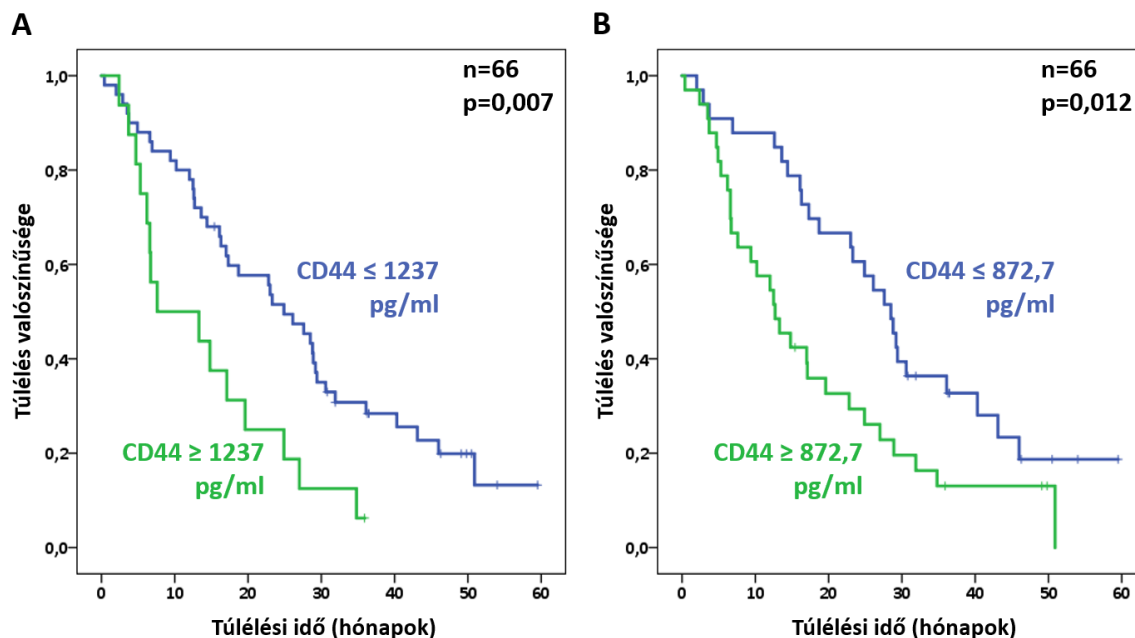 A
n=66
p=0,007
Túlélés valószínűsége
1,0
0,8
0,6
0,4
0,2
0,0
CD44 ≤ 1237
pg/ml
CD44 ≥ 1237
pg/ml
0 10 20 30 40 50 60
Túlélési idő (hónapok)
B
n=66
p=0,012
Túlélés valószínűsége
1,0
0,8
0,6
0,4
0,2
0,0
CD44 ≤ 872,7
pg/ml
CD44 ≥ 872,7
pg/ml
0 10 20 30 40 50 60
Túlélési idő (hónapok)